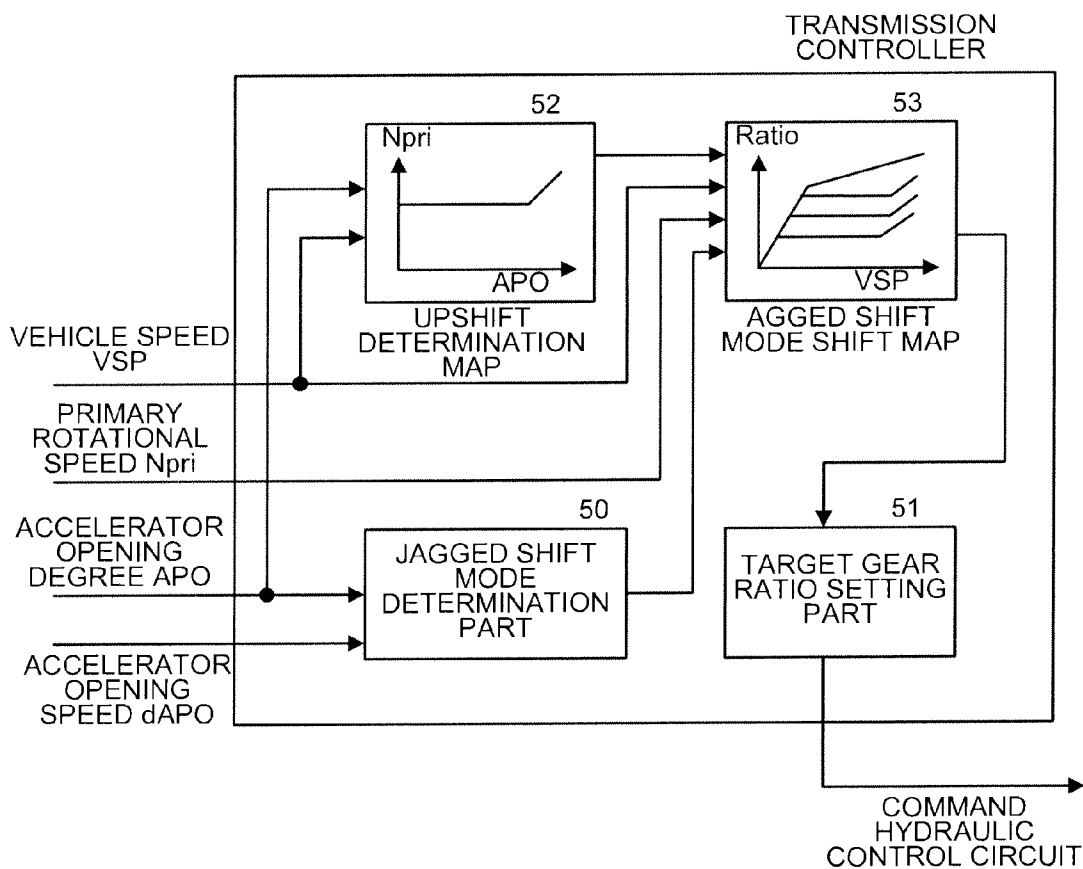 TRANSMISSION
CONTROLLER
52
Npri
APO
UPSHIFT
DETERMINATION
MAP
53
Ratio
VSP
AGGED SHIFT
MODE SHIFT MAP
VEHICLE SPEED
VSP
PRIMARY
ROTATIONAL
SPEED Npri
ACCELERATOR
OPENING
DEGREE APO
ACCELERATOR
OPENING
SPEED dAPO
50
JAGGED SHIFT
MODE
DETERMINATION
PART
51
TARGET GEAR
RATIO SETTING
PART
COMMAND
HYDRAULIC
CONTROL CIRCUIT